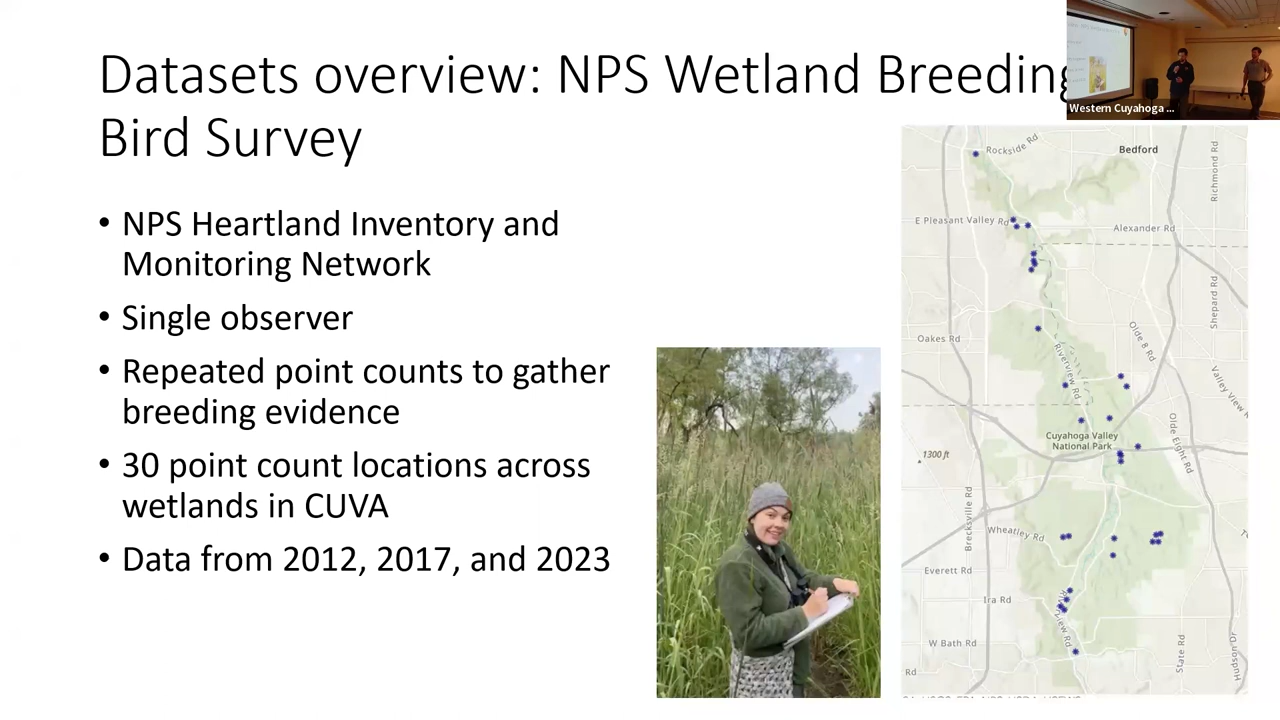 Datasets overview: NPS Wetland Breeding
Bird Survey
Western Cuyahoga ...
• NPS Heartland Inventory and
Monitoring Network
• Single observer
• Repeated point counts to gather
breeding evidence
• 30 point count locations across
wetlands in CUVA
• Data from 2012, 2017, and 2023
Rockside Rd
Bedford
Richmond Rd
E Pleasant Valley Rd
Alexander Rd
Shepard Rd
Oakes Rd
Olde 8 Rd
Riverview Rd
Valley View
Cuyahoga Valley
National Park
Olde Eight Rd
1300 ft
Brecksville Rd
Wheatley Rd
Everett Rd
Ira Rd
W Bath Rd
State Rd
Hudson Dr
Rd